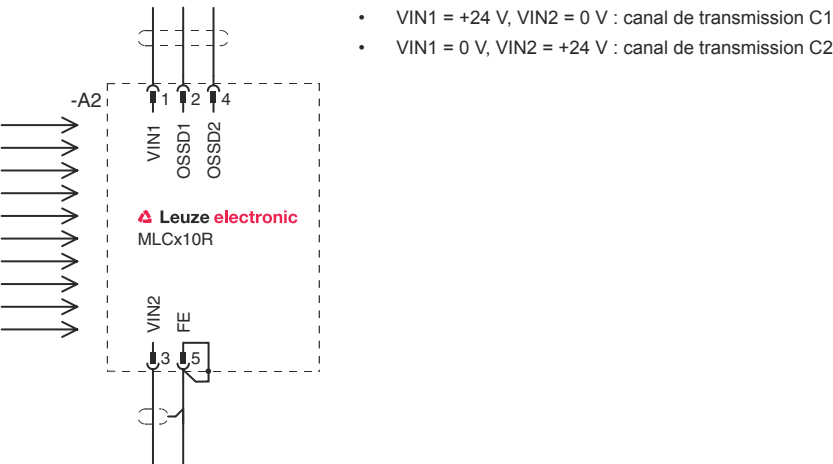 • VIN1 = +24 V, VIN2 = 0 V : canal de transmission C1
• VIN1 = 0 V, VIN2 = +24 V : canal de transmission C2
-A2
1 2 4
VIN1 OSSD1 OSSD2
Leuze electronic
MLCx10R
VIN2 FE
3 5